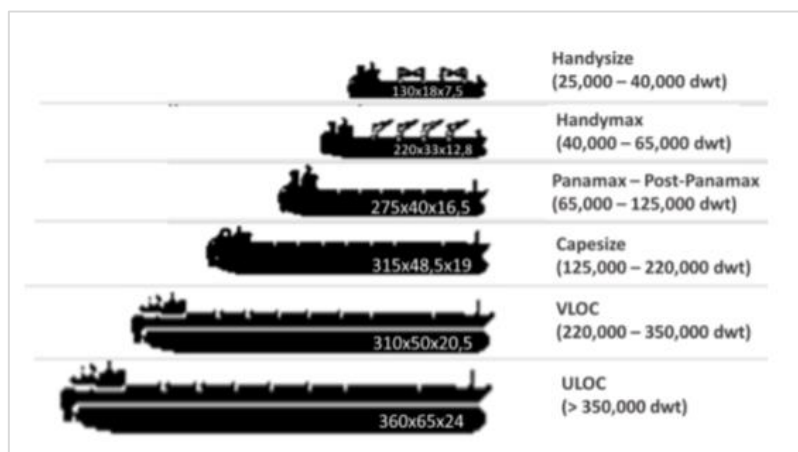 Handysize
(25,000 – 40,000 dwt)
130x18x7,5
Handymax
(40,000 – 65,000 dwt)
220x33x12,8
Panamax – Post-Panamax
(65,000 – 125,000 dwt)
275x40x16,5
Capesize
(125,000 – 220,000 dwt)
315x48,5x19
VLOC
(220,000 – 350,000 dwt)
310x50x20,5
ULOC
(> 350,000 dwt)
360x65x24